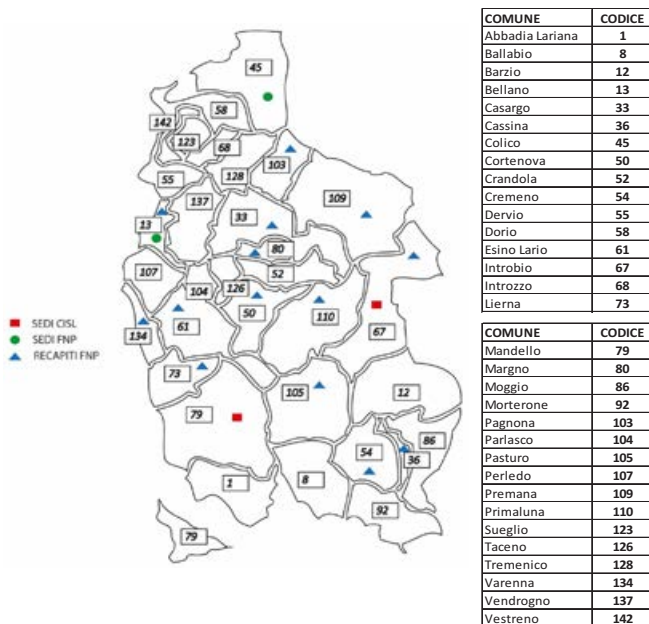 45
58
142
123
68
103
128
55
137
109
33
13
80
107
52
104
126
50
110
67
61
134
73
105
12
79
54
86
36
1
8
92
79
SEDI CISL
SEDI FNP
RECAPITI FNP
COMUNE CODICE
Abbadia Lariana 1
Ballabio 8
Barzio 12
Bellano 13
Casargo 33
Cassina 36
Colico 45
Cortenova 50
Crandola 52
Cremeno 54
Dervio 55
Dorio 58
Esino Lario 61
Introbio 67
Introzzo 68
Lierna 73
COMUNE CODICE
Mandello 79
Margno 80
Moggio 86
Morterone 92
Pagnona 103
Parlasco 104
Pasturo 105
Perledo 107
Premana 109
Primaluna 110
Sueglio 123
Taceno 126
Tremenico 128
Varenna 134
Vendrogno 137
Vestreno 142